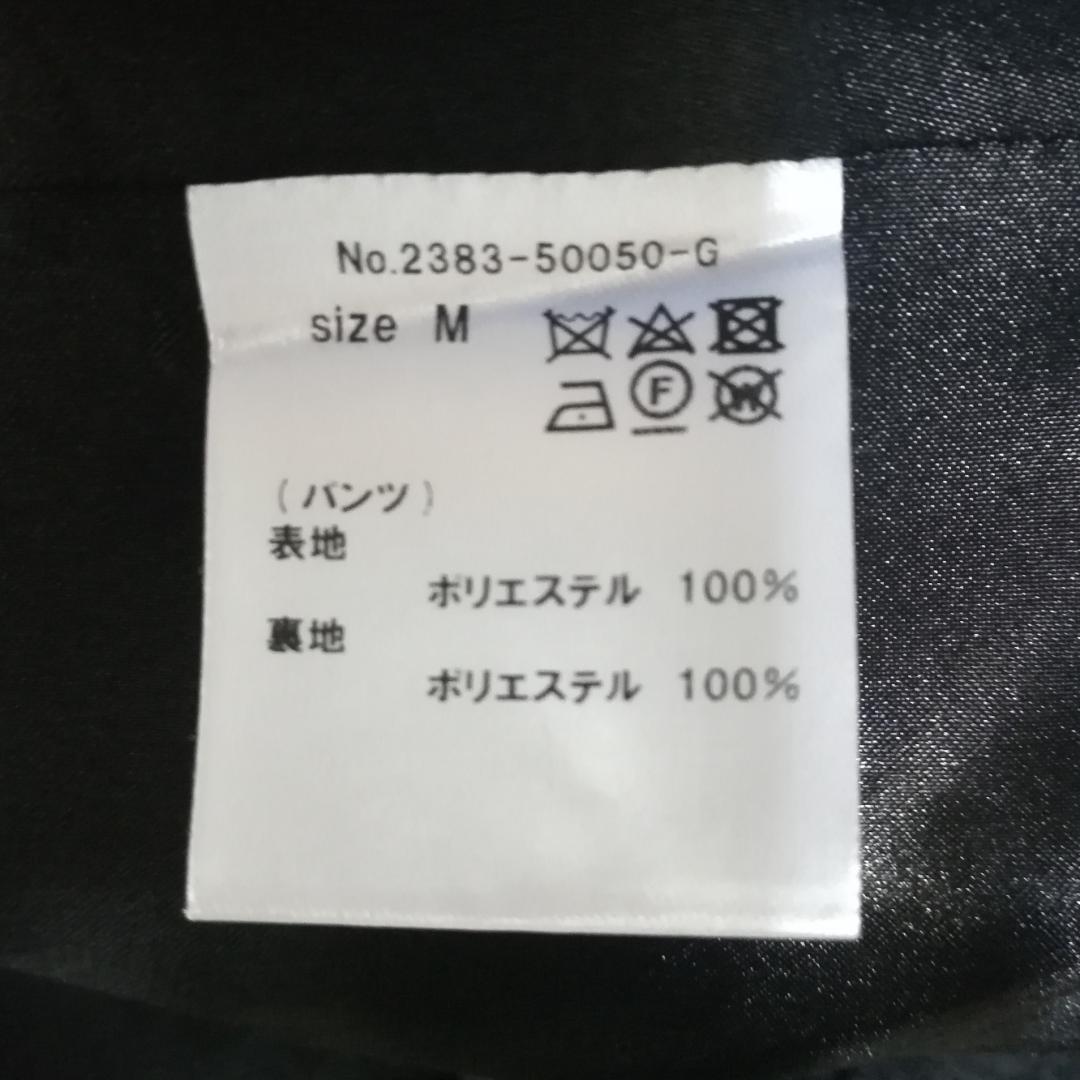 No.2383-50050-G
size M
F
W
(パンツ)
表地
ポリエステル 100%
裏地
ポリエステル 100%